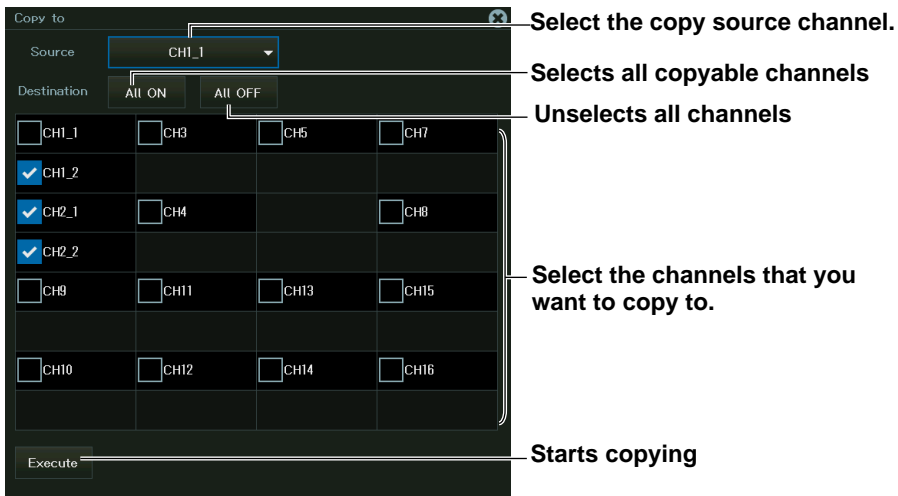 Copy to
Select the copy source channel.
Source CH1_1
Selects all copyable channels
Destination All ON All OFF
Unselects all channels
CH1_1 CH3 CH5 CH7
CH1_2
CH2_1 CH4 CH8
CH2_2
Select the channels that you
want to copy to.
CH9 CH11 CH13 CH15
CH10 CH12 CH14 CH16
Execute
Starts copying